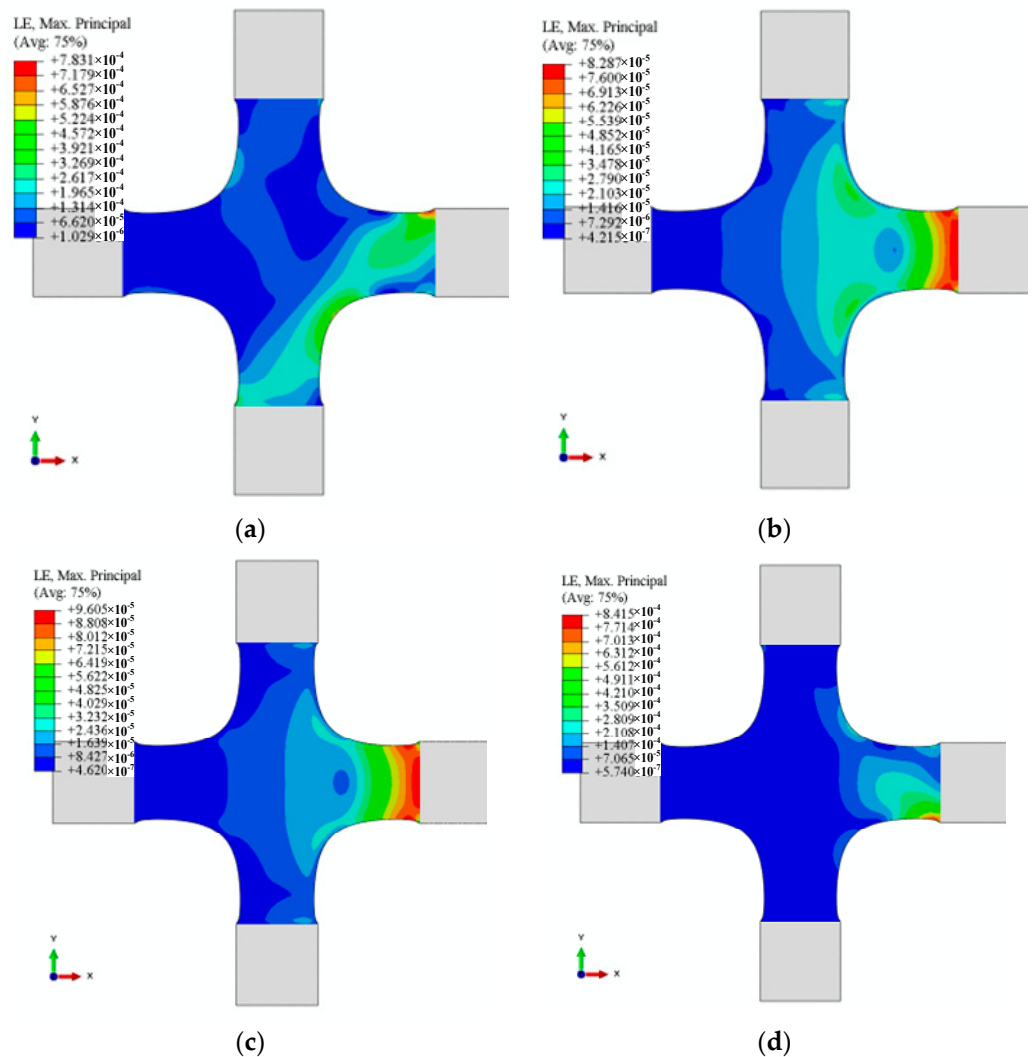 LE, Max. Principal
(Avg: 75%)
+7.831×10⁻⁴
+7.179×10⁻⁴
+6.527×10⁻⁴
+5.876×10⁻⁴
+5.224×10⁻⁴
+4.572×10⁻⁴
+3.921×10⁻⁴
+3.269×10⁻⁴
+2.617×10⁻⁴
+1.965×10⁻⁴
+1.314×10⁻⁴
+6.620×10⁻⁶
+1.029×10⁻⁶
Y
X
(a)
LE, Max. Principal
(Avg: 75%)
+8.287×10⁻⁵
+7.600×10⁻⁵
+6.913×10⁻⁵
+6.226×10⁻⁵
+5.539×10⁻⁵
+4.852×10⁻⁵
+4.165×10⁻⁵
+3.478×10⁻⁵
+2.790×10⁻⁵
+2.103×10⁻⁵
+1.416×10⁻⁵
+7.292×10⁻⁶
+4.215×10⁻⁷
Y
X
(b)
LE, Max. Principal
(Avg: 75%)
+9.605×10⁻⁵
+8.808×10⁻⁵
+8.012×10⁻⁵
+7.215×10⁻⁵
+6.419×10⁻⁵
+5.622×10⁻⁵
+4.825×10⁻⁵
+4.029×10⁻⁵
+3.232×10⁻⁵
+2.436×10⁻⁵
+1.639×10⁻⁵
+8.427×10⁻⁶
+4.620×10⁻⁷
Y
X
(c)
LE, Max. Principal
(Avg: 75%)
+8.415×10⁻⁴
+7.714×10⁻⁴
+7.013×10⁻⁴
+6.312×10⁻⁴
+5.612×10⁻⁴
+4.911×10⁻⁴
+4.210×10⁻⁴
+3.509×10⁻⁴
+2.809×10⁻⁴
+2.108×10⁻⁴
+1.407×10⁻⁴
+7.065×10⁻⁶
+5.740×10⁻⁷
Y
X
(d)